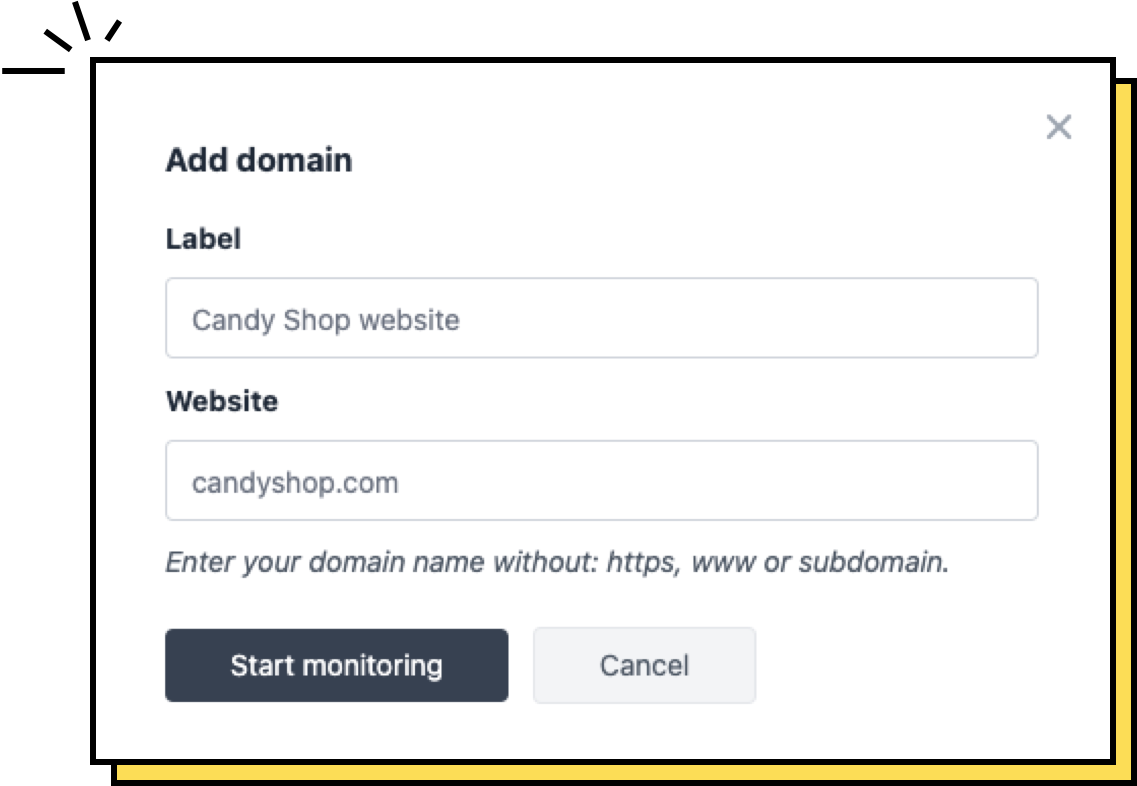 Add domain
Label
Candy Shop website
Website
candyshop.com
Enter your domain name without: https, www or subdomain.
Start monitoring
Cancel